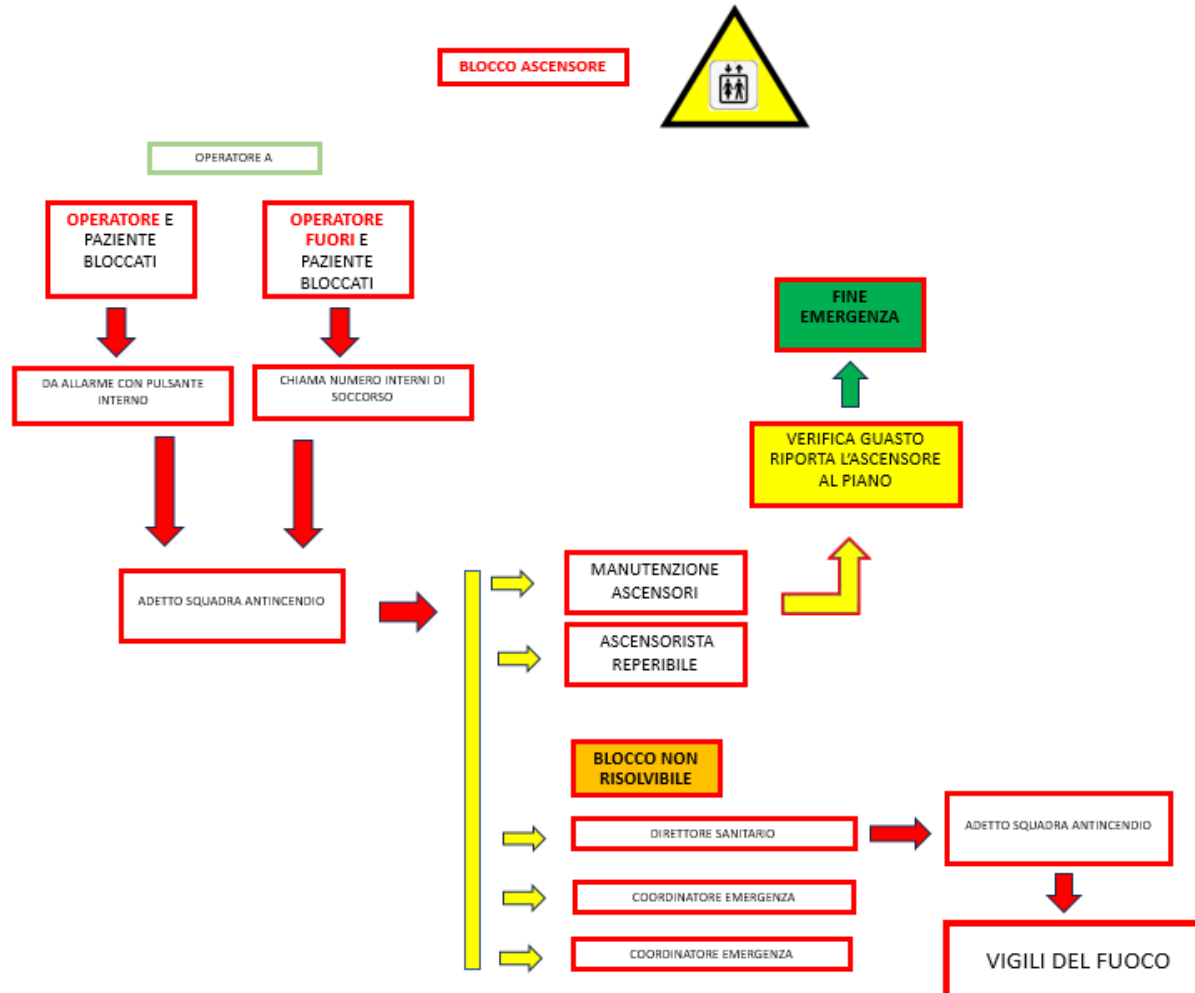 BLOCCO ASCENSORE
OPERATORE A
OPERATORE E
PAZIENTE
BLOCCATI
OPERATORE
FUORI E
PAZIENTE
BLOCCATI
DA ALLARME CON PULSANTE
INTERNO
CHIAMA NUMERO INTERNI DI
SOCCORSO
ADETTO SQUADRA ANTINCENDIO
FINE
EMERGENZA
VERIFICA GUASTO
RIPORTA L'ASCENSORE
AL PIANO
MANUTENZIONE
ASCENSORI
ASCENSORISTA
REPERIBILE
BLOCCO NON
RISOLVIBILE
DIRETTORE SANITARIO
COORDINATORE EMERGENZA
COORDINATORE EMERGENZA
ADETTO SQUADRA ANTINCENDIO
VIGILI DEL FUOCO